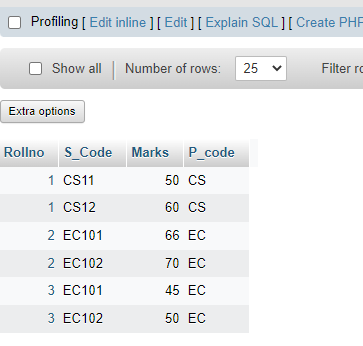 Profiling [ Edit inline ] [ Edit ] [ Explain SQL ] [ Create PHP
Show all Number of rows: 25 Filter ro
Extra options
Rollno S_Code Marks P_code
1 CS11 50 CS
1 CS12 60 CS
2 EC101 66 EC
2 EC102 70 EC
3 EC101 45 EC
3 EC102 50 EC